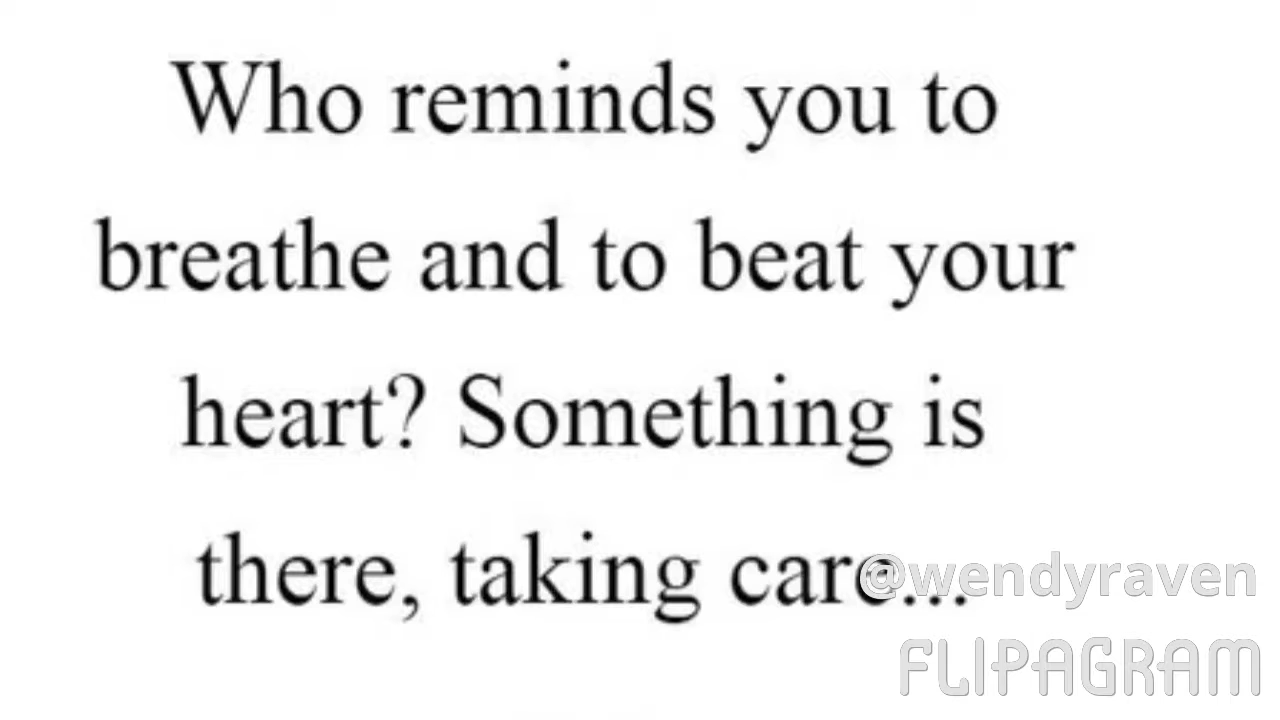 Who reminds you to
breathe and to beat your
heart? Something is
there, taking care...
@wendyraven
FLIPAGRAM